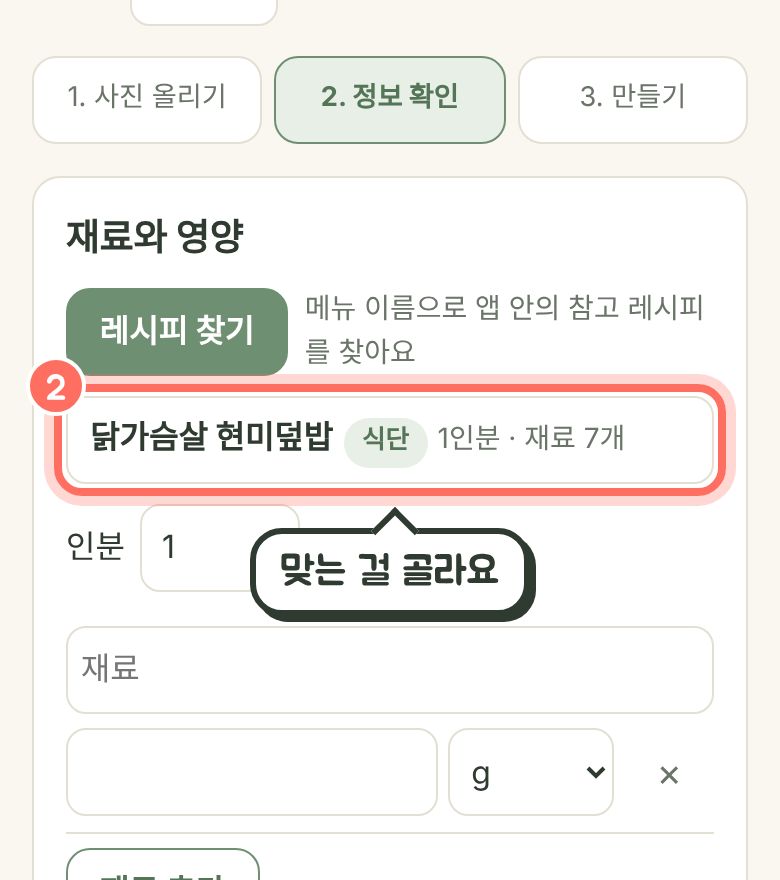 1. 사진 올리기
2. 정보 확인
3. 만들기
재료와 영양
레시피 찾기
메뉴 이름으로 앱 안의 참고 레시피
를 찾아요
2
닭가슴살 현미덮밥 식단 1인분 · 재료 7개
인분 1
맞는 걸 골라요
재료
g ×